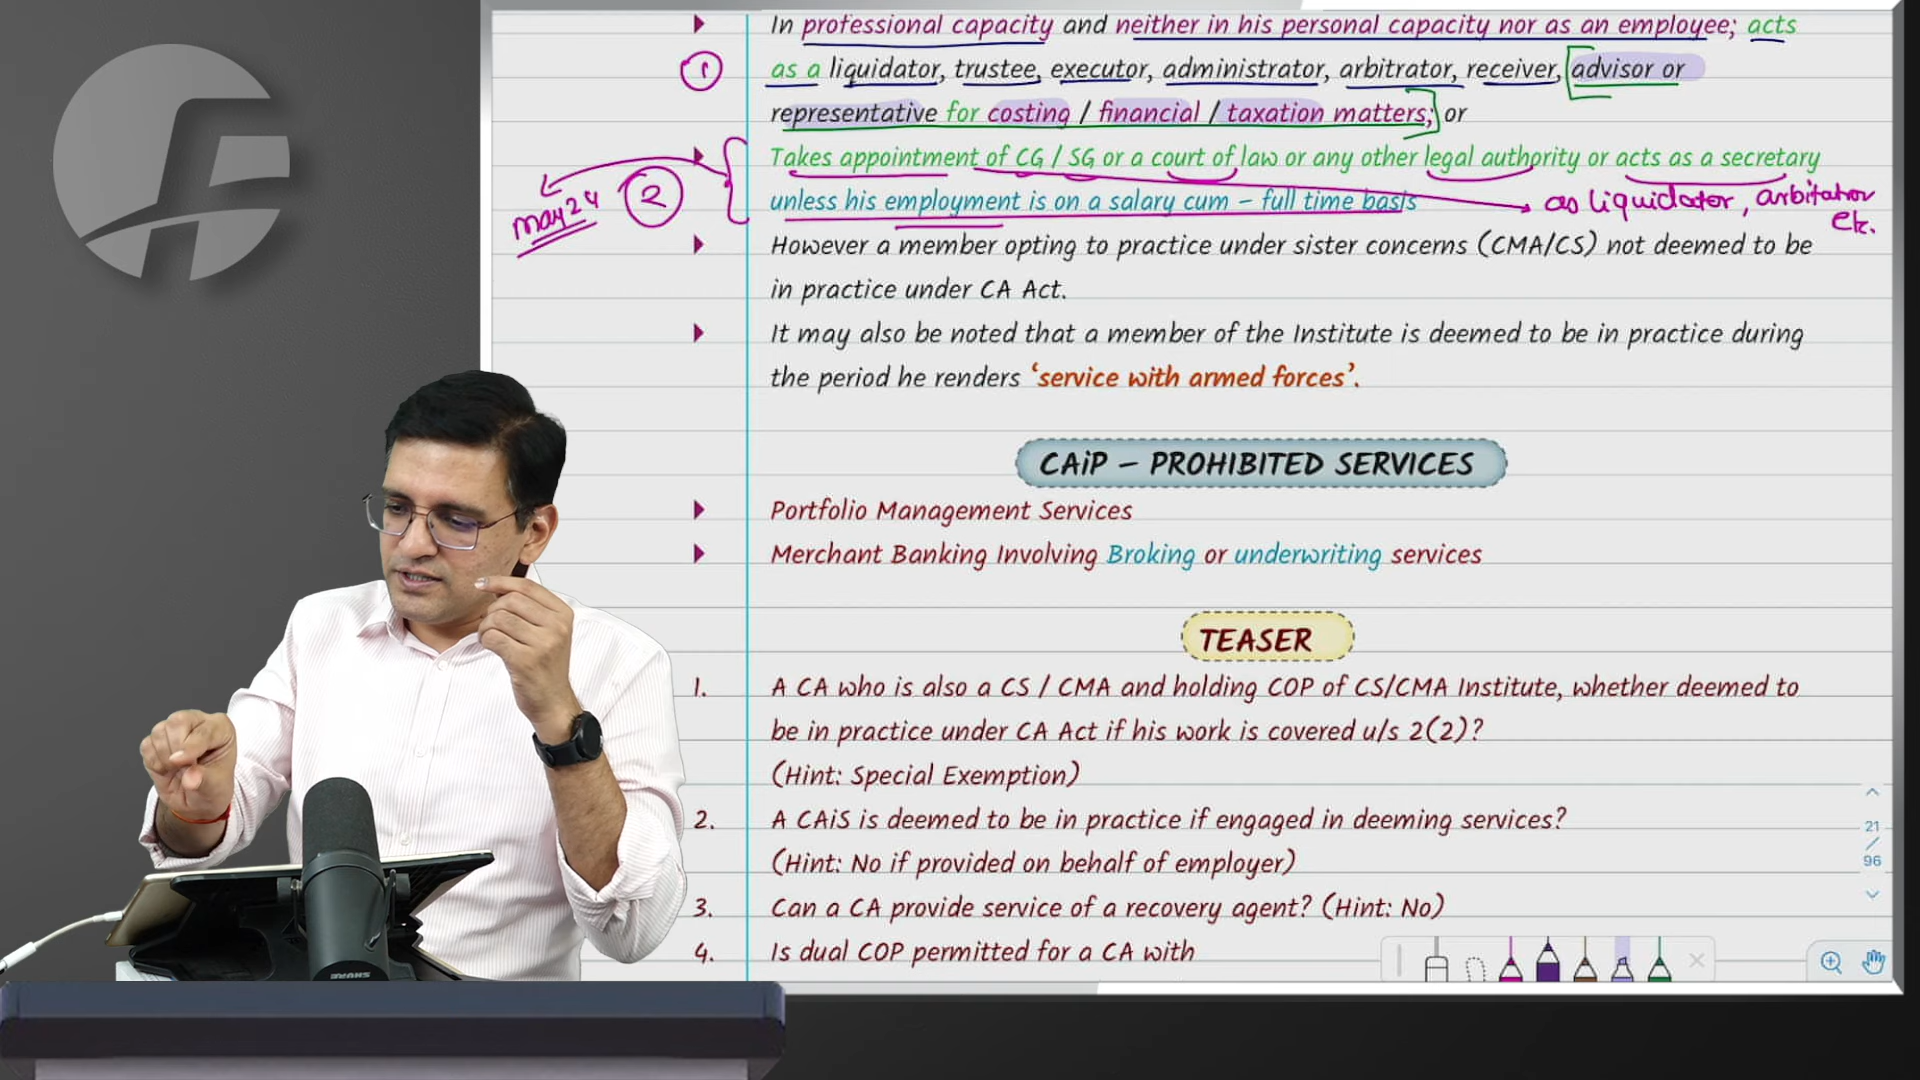 In professional capacity and neither in his personal capacity nor as an employee; acts
1
as a liquidator, trustee, executor, administrator, arbitrator, receiver, advisor or
representative for costing / financial / taxation matters; or
Takes appointment of CG / SG or a court of law or any other legal authority or acts as a secretary
may 24
2
unless his employment is on a salary cum – full time basis
as liquidator, arbitrator
etc.
However a member opting to practice under sister concerns (CMA/CS) not deemed to be
in practice under CA Act.
It may also be noted that a member of the Institute is deemed to be in practice during
the period he renders ‘service with armed forces’.
CAiP – PROHIBITED SERVICES
Portfolio Management Services
Merchant Banking Involving Broking or underwriting services
TEASER
1. A CA who is also a CS / CMA and holding COP of CS/CMA Institute, whether deemed to
be in practice under CA Act if his work is covered u/s 2(2)?
(Hint: Special Exemption)
2. A CAiS is deemed to be in practice if engaged in deeming services?
(Hint: No if provided on behalf of employer)
3. Can a CA provide service of a recovery agent? (Hint: No)
4. Is dual COP permitted for a CA with
21
/
96
SHURE